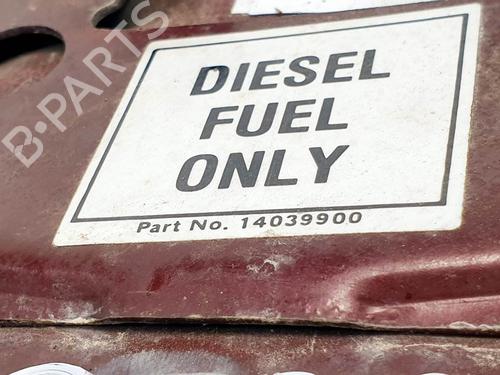 B-PARTS
DIESEL
FUEL
ONLY
Part No. 14039900